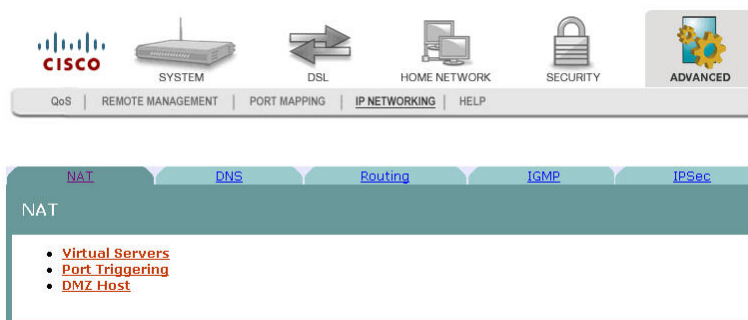 CISCO
SYSTEM
DSL
HOME NETWORK
SECURITY
ADVANCED
QoS | REMOTE MANAGEMENT | PORT MAPPING | IP NETWORKING | HELP
NAT DNS Routing IGMP IPSec
NAT
• Virtual Servers
• Port Triggering
• DMZ Host